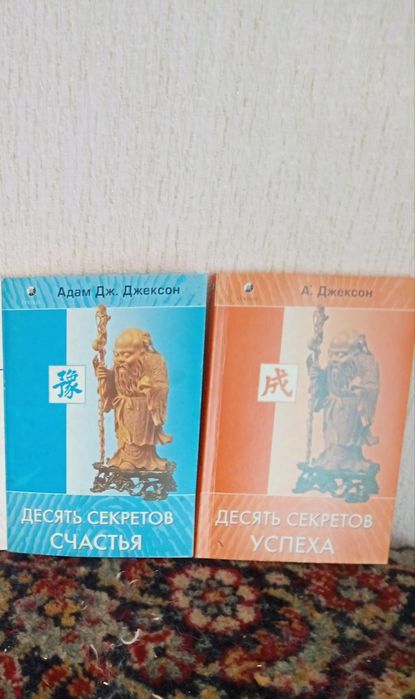 Адам Дж. Джексон
豫
ДЕСЯТЬ СЕКРЕТОВ
СЧАСТЬЯ
А. Джексон
成
ДЕСЯТЬ СЕКРЕТОВ
УСПЕХА